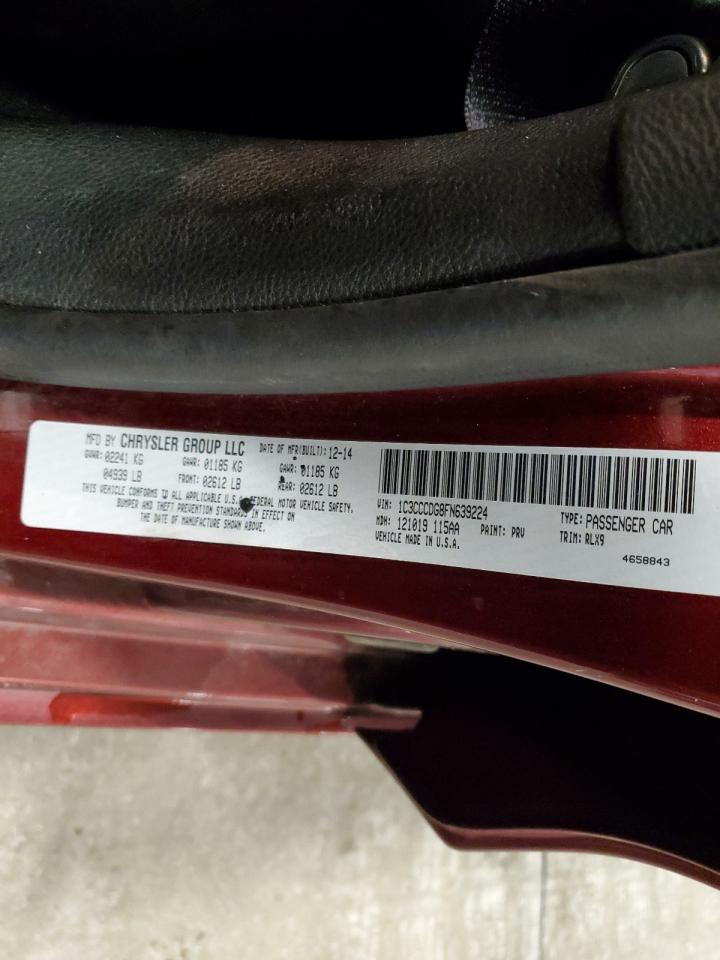 MFD BY CHRYSLER GROUP LLC DATE OF MFR(BUILT): 12-14
GVWR: 02241 KG GAWR: 01185 KG GAWR: 01185 KG
04939 LB FRONT: 02612 LB REAR: 02612 LB
THIS VEHICLE CONFORMS TO ALL APPLICABLE U.S.A. FEDERAL MOTOR VEHICLE SAFETY,
BUMPER AND THEFT PREVENTION STANDARDS IN EFFECT ON
THE DATE OF MANUFACTURE SHOWN ABOVE.
VIN: 1C3CCCDG8FN639224 TYPE: PASSENGER CAR
MDH: 121019 115AA PAINT: PRV TRIM: RLX9
VEHICLE MADE IN U.S.A.
4658843